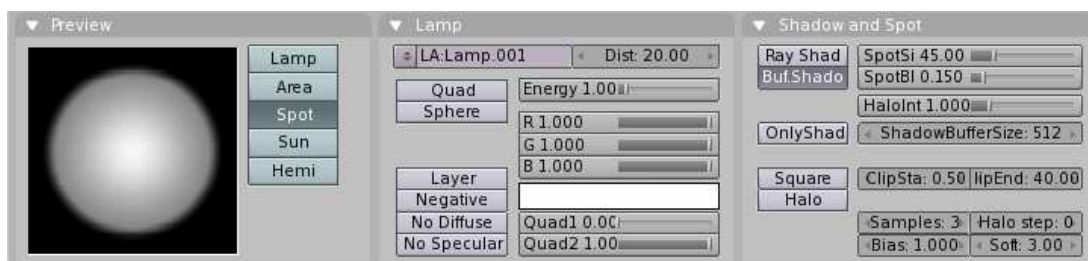 Preview
Lamp
Area
Spot
Sun
Hemi
Lamp
LA:Lamp.001
Dist: 20.00
Quad
Sphere
Energy 1.00
R 1.000
G 1.000
B 1.000
Layer
Negative
No Diffuse
No Specular
Quad1 0.00
Quad2 1.00
Shadow and Spot
Ray Shad
Buf.Shado
SpotSi 45.00
SpotBl 0.150
HaloInt 1.000
OnlyShad
ShadowBufferSize: 512
Square
Halo
ClipSta: 0.50
lipEnd: 40.00
Samples: 3
Halo step: 0
Bias: 1.000
Soft: 3.00